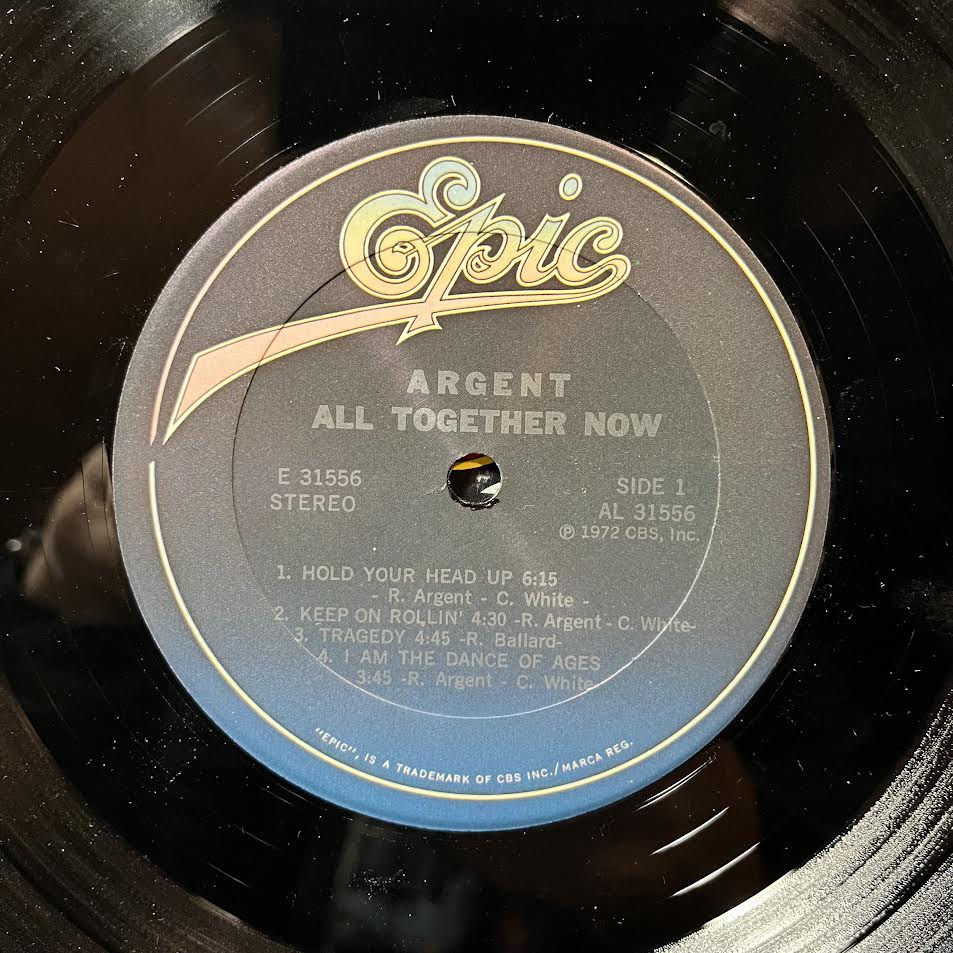 Epic
ARGENT
ALL TOGETHER NOW
E 31556
STEREO
SIDE 1
AL 31556
℗ 1972 CBS, Inc.
1. HOLD YOUR HEAD UP 6:15
- R. Argent - C. White -
2. KEEP ON ROLLIN' 4:30 -R. Argent - C. White-
3. TRAGEDY 4:45 -R. Ballard-
4. I AM THE DANCE OF AGES
3:45 -R. Argent - C. White-
"EPIC", IS A TRADEMARK OF CBS INC./MARCA REG.